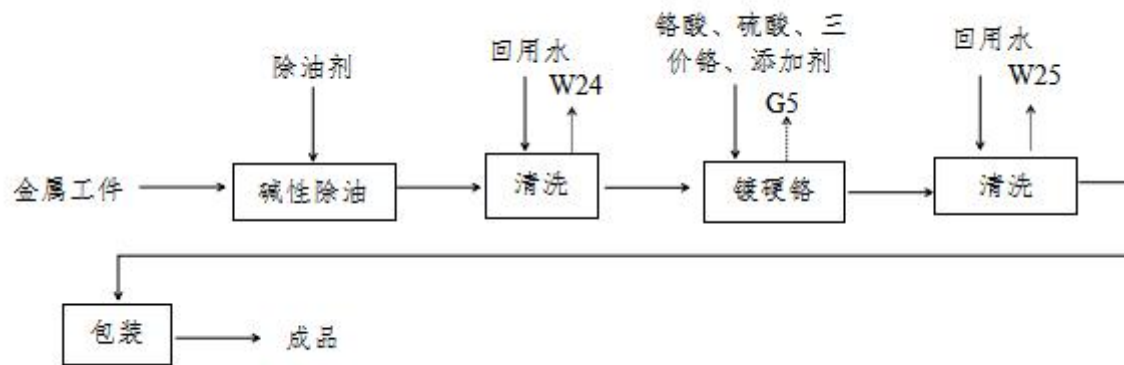 除油剂
回用水
W24
铬酸、硫酸、三
价铬、添加剂
G5
回用水
W25
金属工件
碱性除油
清洗
镀硬铬
清洗
包装
成品